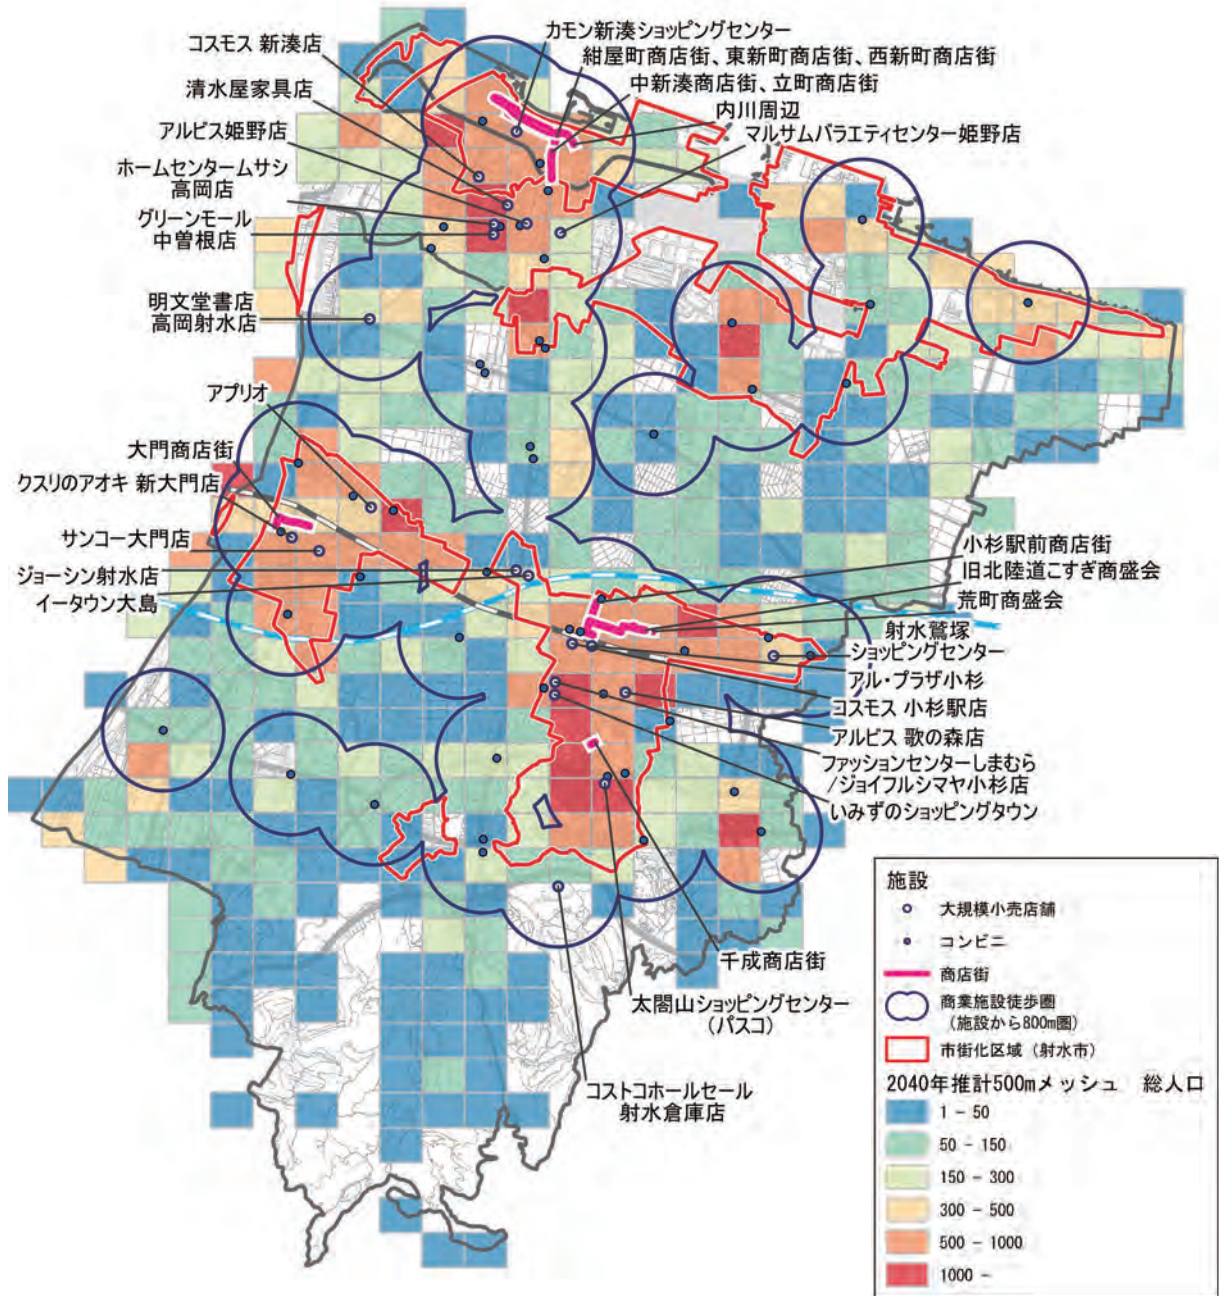 カモン新湊ショッピングセンター
コスモス 新湊店
紺屋町商店街、東新町商店街、西新町商店街
中新湊商店街、立町商店街
清水屋家具店
内川周辺
アルビス姫野店
マルサムバラエティセンター姫野店
ホームセンタームサシ
高岡店
グリーンモール
中曽根店
明文堂書店
高岡射水店
アプリオ
大門商店街
クスリのアオキ 新大門店
サンコー大門店
ジョーシン射水店
イータウン大島
小杉駅前商店街
旧北陸道こすぎ商盛会
荒町商盛会
射水鷲塚
ショッピングセンター
アル・プラザ小杉
コスモス 小杉駅店
アルビス 歌の森店
ファッションセンターしまむら
/ジョイフルシマヤ小杉店
いみずのショッピングタウン
千成商店街
太閤山ショッピングセンター
(パスコ)
コストコホールセール
射水倉庫店
施設
大規模小売店舗
コンビニ
商店街
商業施設徒歩圏
(施設から800m圏)
市街化区域（射水市）
2040年推計500mメッシュ 総人口
1 - 50
50 - 150
150 - 300
300 - 500
500 - 1000
1000 -